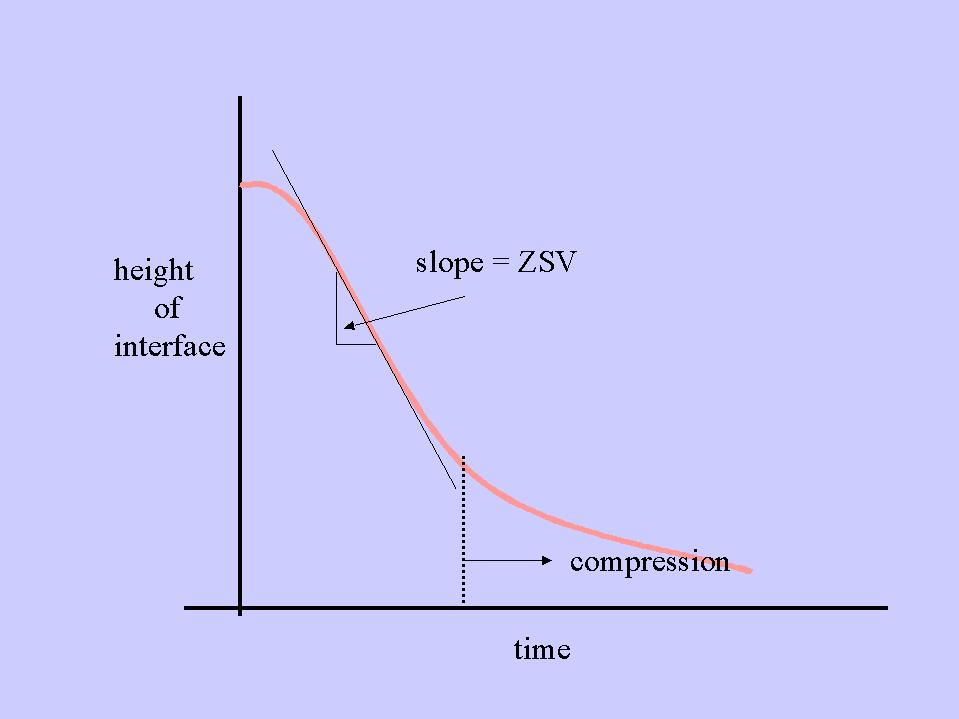 slope = ZSV
height
of
interface
compression
time